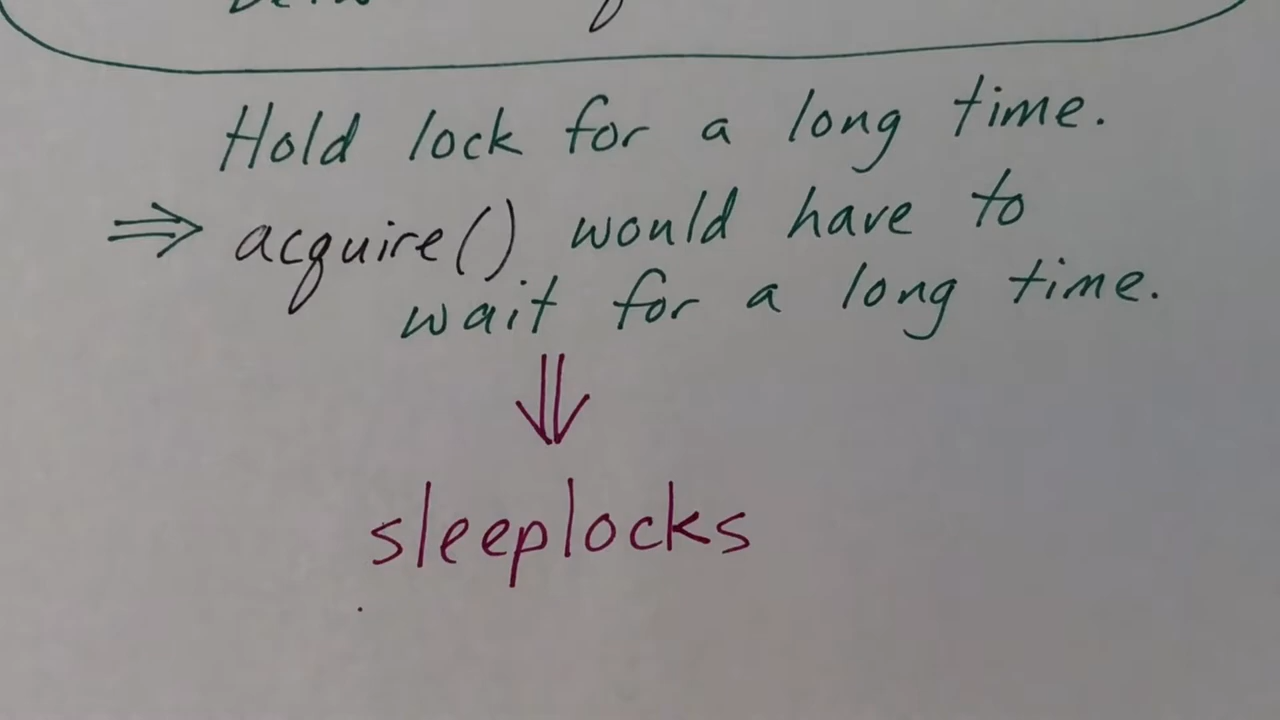 Hold lock for a long time.
⇒ acquire() would have to
wait for a long time.
⇓
sleeplocks